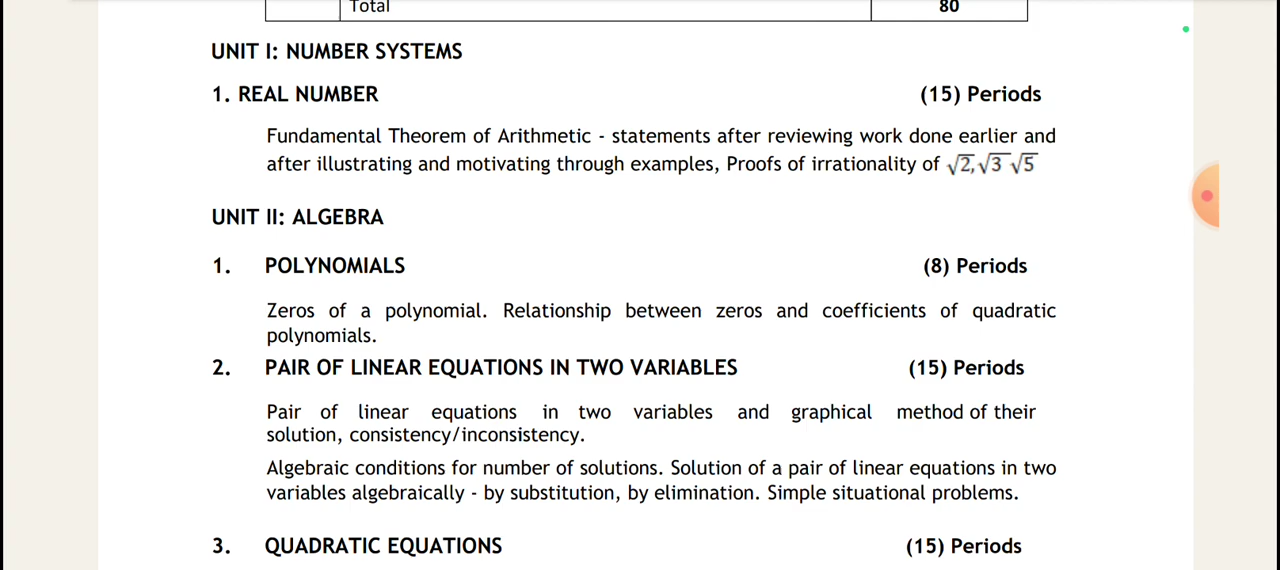 Total 80
UNIT I: NUMBER SYSTEMS
1. REAL NUMBER (15) Periods
Fundamental Theorem of Arithmetic - statements after reviewing work done earlier and
after illustrating and motivating through examples, Proofs of irrationality of √2, √3 √5
UNIT II: ALGEBRA
1. POLYNOMIALS (8) Periods
Zeros of a polynomial. Relationship between zeros and coefficients of quadratic
polynomials.
2. PAIR OF LINEAR EQUATIONS IN TWO VARIABLES (15) Periods
Pair of linear equations in two variables and graphical method of their
solution, consistency/inconsistency.
Algebraic conditions for number of solutions. Solution of a pair of linear equations in two
variables algebraically - by substitution, by elimination. Simple situational problems.
3. QUADRATIC EQUATIONS (15) Periods